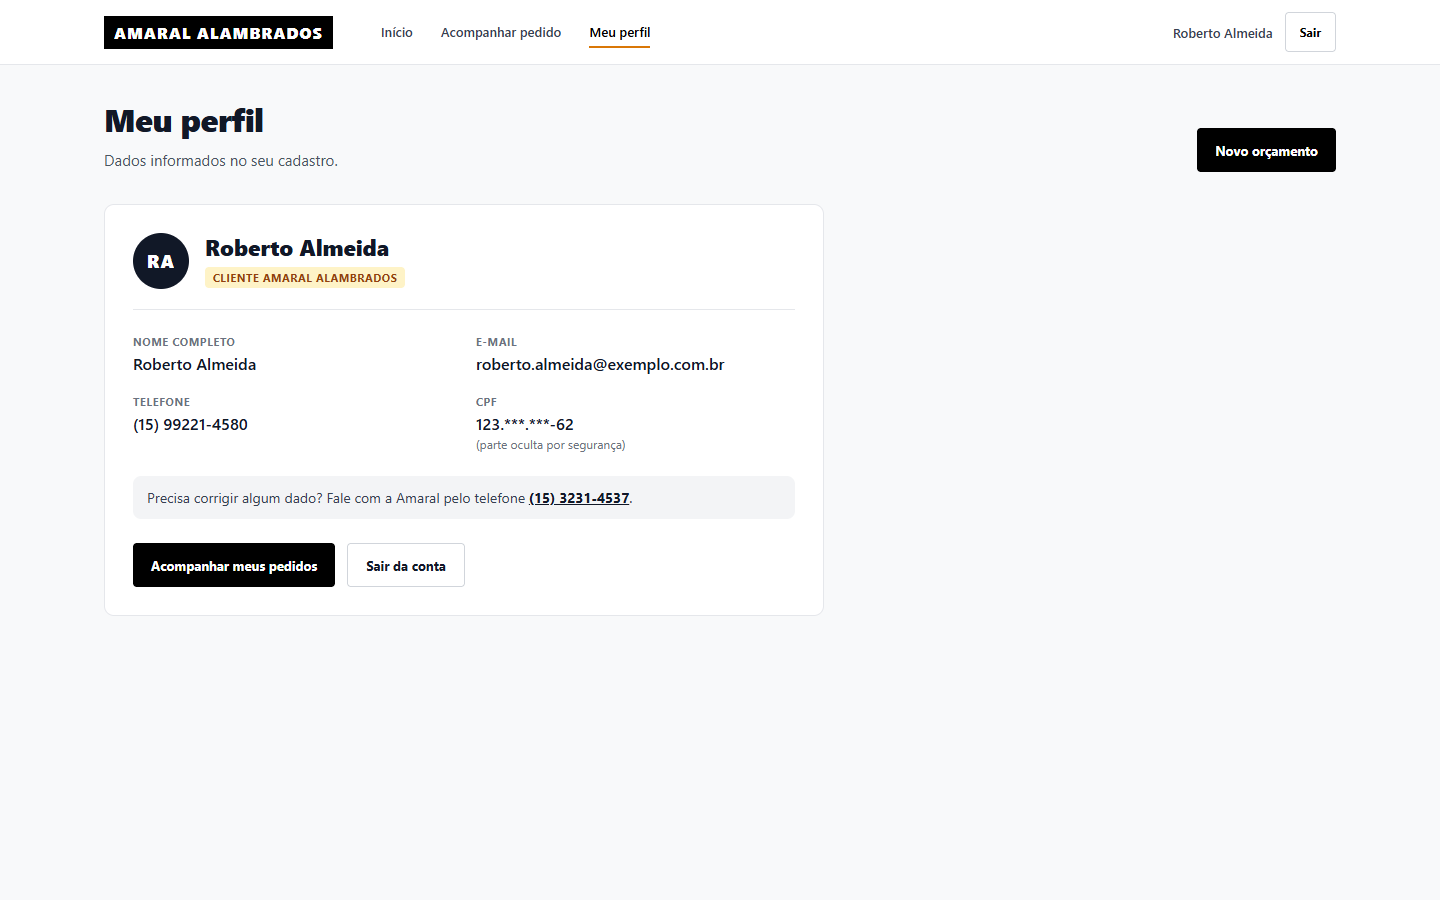 AMARAL ALAMBRADOS
Início
Acompanhar pedido
Meu perfil
Roberto Almeida
Sair
Meu perfil
Dados informados no seu cadastro.
Novo orçamento
RA
Roberto Almeida
CLIENTE AMARAL ALAMBRADOS
NOME COMPLETO
Roberto Almeida
E-MAIL
roberto.almeida@exemplo.com.br
TELEFONE
(15) 99221-4580
CPF
123.***.***-62
(parte oculta por segurança)
Precisa corrigir algum dado? Fale com a Amaral pelo telefone (15) 3231-4537.
Acompanhar meus pedidos
Sair da conta